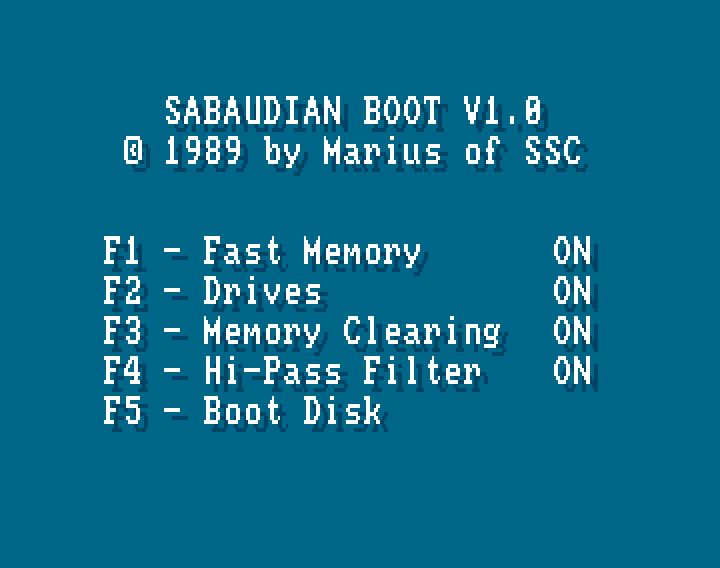 SABAUDIAN BOOT V1.0
© 1989 by Marius of SSC
F1 - Fast Memory ON
F2 - Drives ON
F3 - Memory Clearing ON
F4 - Hi-Pass Filter ON
F5 - Boot Disk